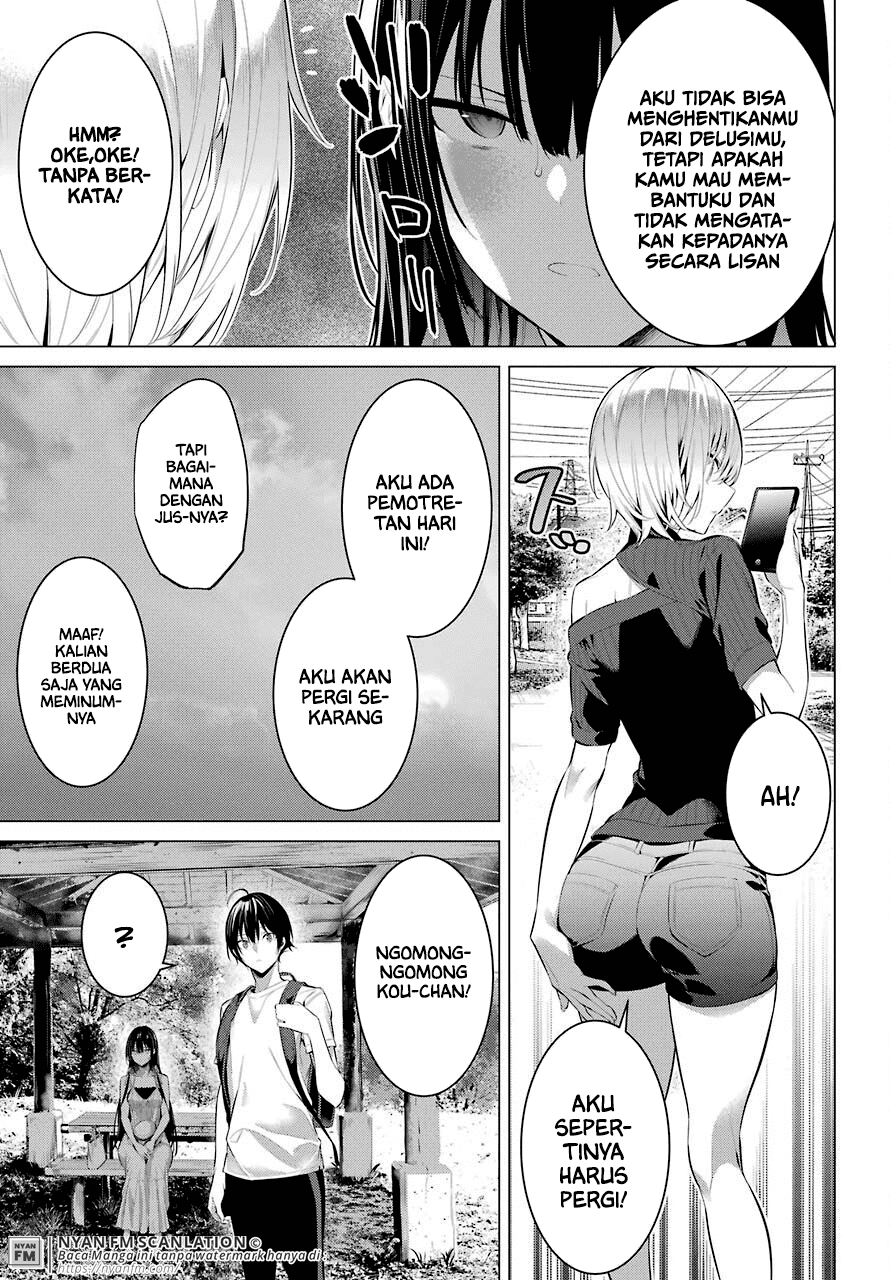 AKU TIDAK BISA
MENGHENTIKANMU
DARI DELUSIMU,
TETAPI APAKAH
KAMU MAU MEM-
BANTUKU DAN
TIDAK MENGATA-
KAN KEPADANYA
SECARA LISAN
HMM?
OKE,OKE!
TANPA BER-
KATA!
AH!
AKU
SEPER-
TINYA
HARUS
PERGI!
AKU ADA
PEMOTRE-
TAN HARI
INI!
AKU AKAN
PERGI SE-
KARANG
TAPI
BAGAI-
MANA
DENGAN
JUS-NYA?
MAAF!
KALIAN
BERDUA
SAJA YANG
MEMINUM-
NYA
NGOMONG-
NGOMONG
KOU-CHAN!
?
NYAN
FM
NYAN FM SCANLATION ©
Baca Manga ini tanpa watermark hanya di :
https://nyanfm.com/